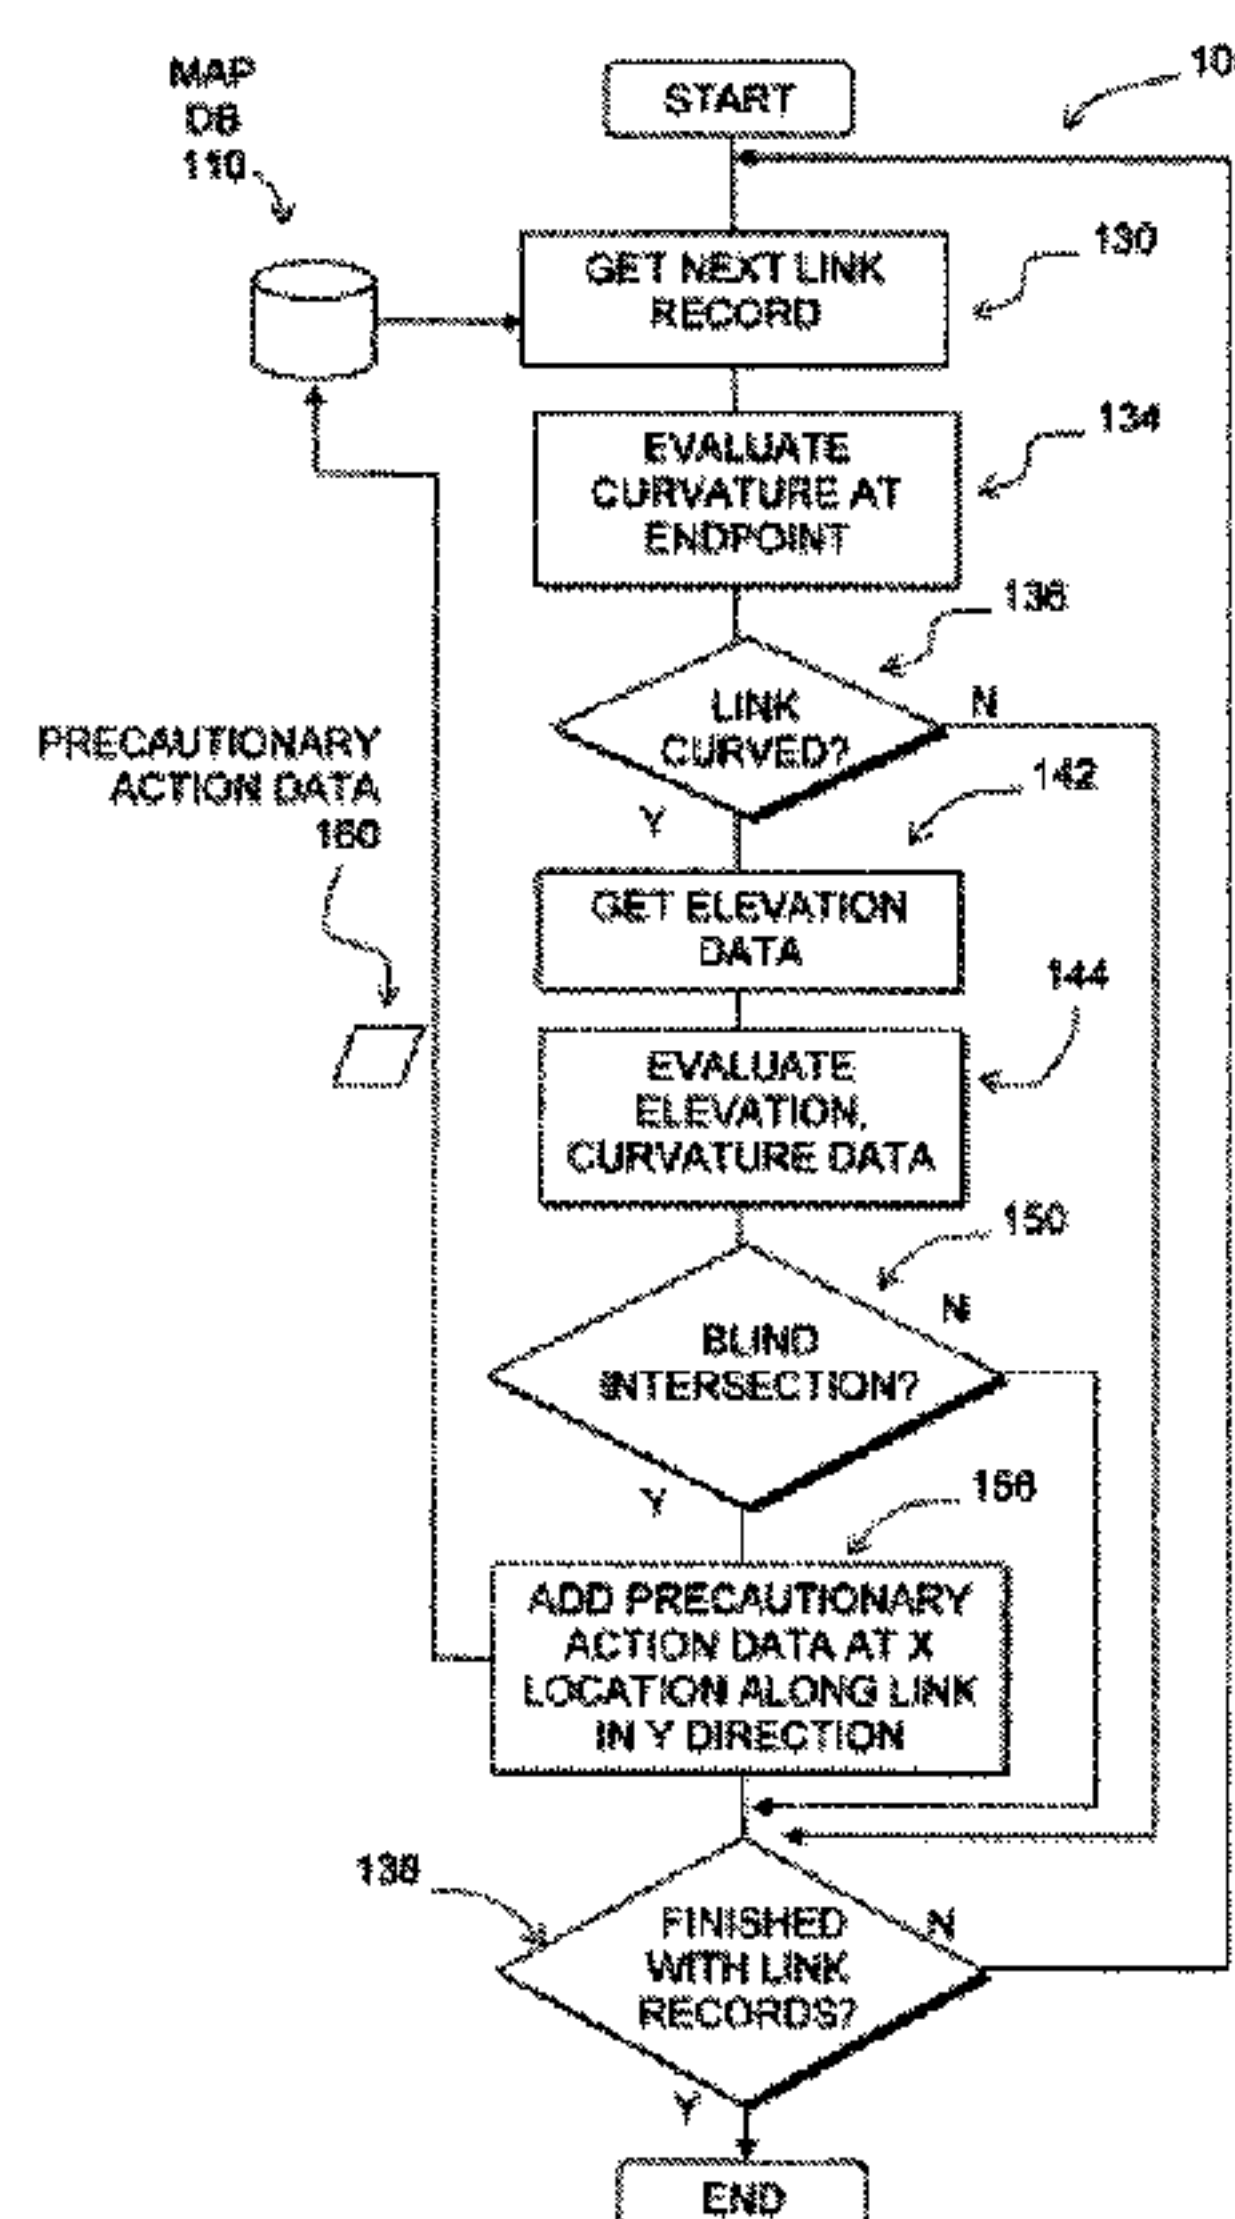 MAP
DB
110
START
130
GET NEXT LINK
RECORD
134
EVALUATE
CURVATURE AT
ENDPOINT
136
LINK
CURVED?
N
Y
PRECAUTIONARY
ACTION DATA
160
142
GET ELEVATION
DATA
144
EVALUATE
ELEVATION,
CURVATURE DATA
150
BLIND
INTERSECTION?
N
Y
156
ADD PRECAUTIONARY
ACTION DATA AT X
LOCATION ALONG LINK
IN Y DIRECTION
138
FINISHED
WITH LINK
RECORDS?
N
Y
END